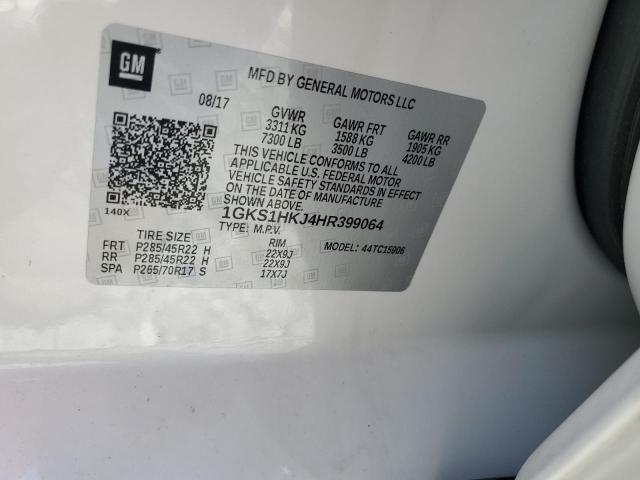 GM
MFD BY GENERAL MOTORS LLC
08/17
GVWR GAWR FRT GAWR RR
3311 KG 1588 KG 1905 KG
7300 LB 3500 LB 4200 LB
THIS VEHICLE CONFORMS TO ALL
APPLICABLE U.S. FEDERAL MOTOR
VEHICLE SAFETY STANDARDS IN EFFECT
ON THE DATE OF MANUFACTURE
SHOWN ABOVE.
140X
1GKS1HKJ4HR399064
TYPE: M.P.V. MODEL: 44TC15906
TIRE SIZE RIM
FRT P285/45R22 H 22X9J
RR P285/45R22 H 22X9J
SPA P265/70R17 S 17X7J